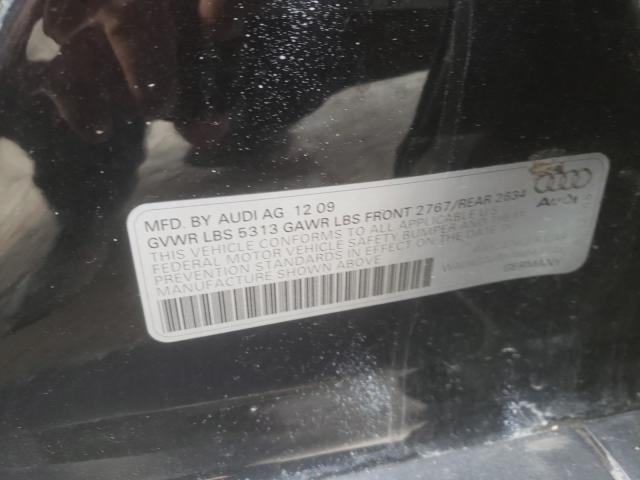 MFD. BY AUDI AG 12 09
GVWR LBS 5313 GAWR LBS FRONT 2767/REAR 2634
THIS VEHICLE CONFORMS TO ALL APPLICABLE U.S.
FEDERAL MOTOR VEHICLE SAFETY BUMPER AND THEFT
PREVENTION STANDARDS IN EFFECT ON THE DATE OF
MANUFACTURE SHOWN ABOVE
Audi
GERMANY